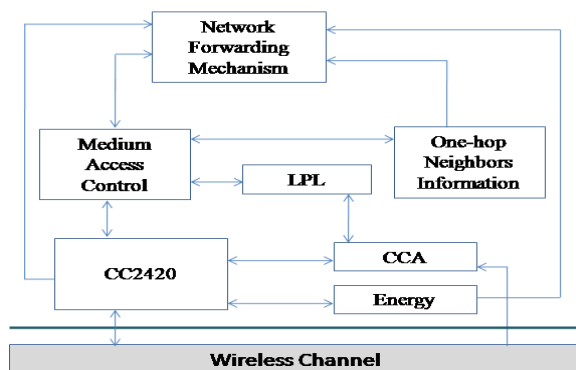 Network
Forwarding
Mechanism
Medium
Access
Control
One-hop
Neighbors
Information
LPL
CC2420
CCA
Energy
Wireless Channel